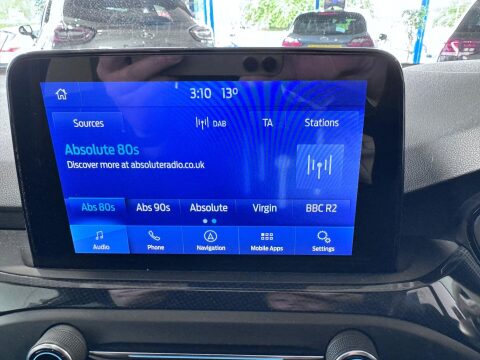 3:10 13°
Sources DAB TA Stations
Absolute 80s
Discover more at absoluteradio.co.uk
Abs 80s Abs 90s Absolute Virgin BBC R2
Audio Phone Navigation Mobile Apps Settings